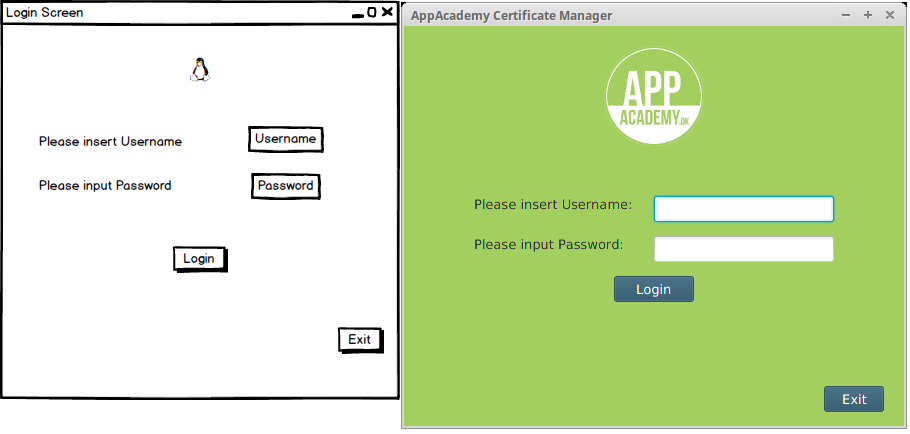 Login Screen
Please insert Username
Username
Please input Password
Password
Login
Exit
AppAcademy Certificate Manager
APP
ACADEMY.DK
Please insert Username:
Please input Password:
Login
Exit